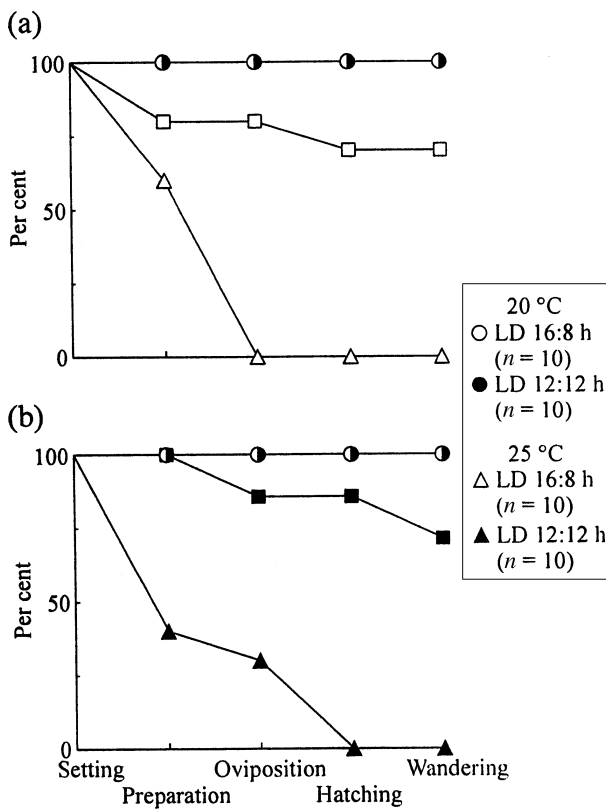 (a)
100
50
0
Per cent
20 °C
LD 16:8 h
(n = 10)
LD 12:12 h
(n = 10)
25 °C
LD 16:8 h
(n = 10)
LD 12:12 h
(n = 10)
(b)
100
50
0
Per cent
Setting Oviposition Wandering
Preparation Hatching